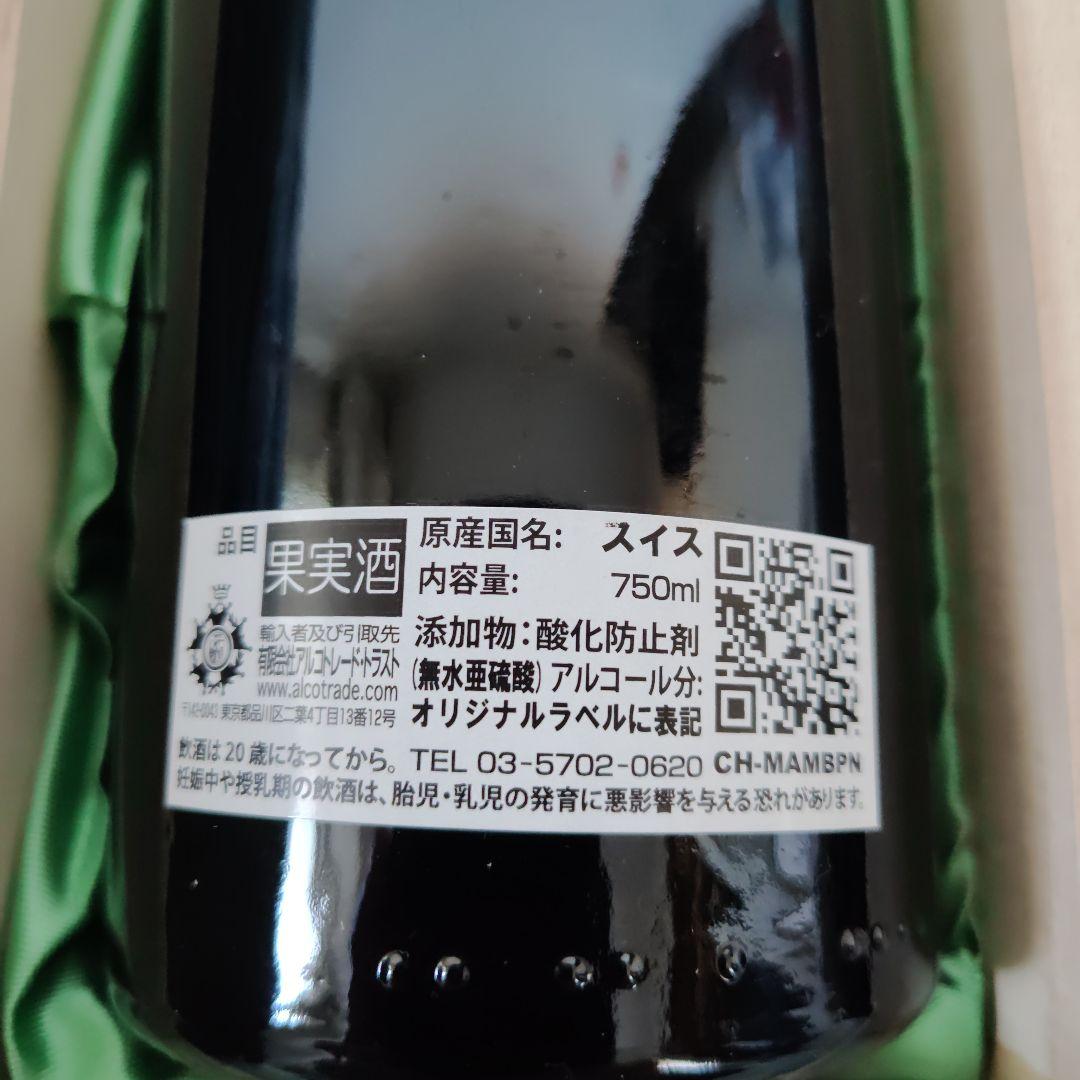 品目 果実酒
輸入者及び引取先
有限会社アルコトレード・トラスト
www.alcotrade.com
〒142-0043 東京都品川区二葉4丁目13番12号
原産国名: スイス
内容量: 750ml
添加物:酸化防止剤
(無水亜硫酸) アルコール分:
オリジナルラベルに表記
飲酒は20歳になってから。 TEL 03-5702-0620 CH-MAMBPN
妊娠中や授乳期の飲酒は、胎児・乳児の発育に悪影響を与える恐れがあります。